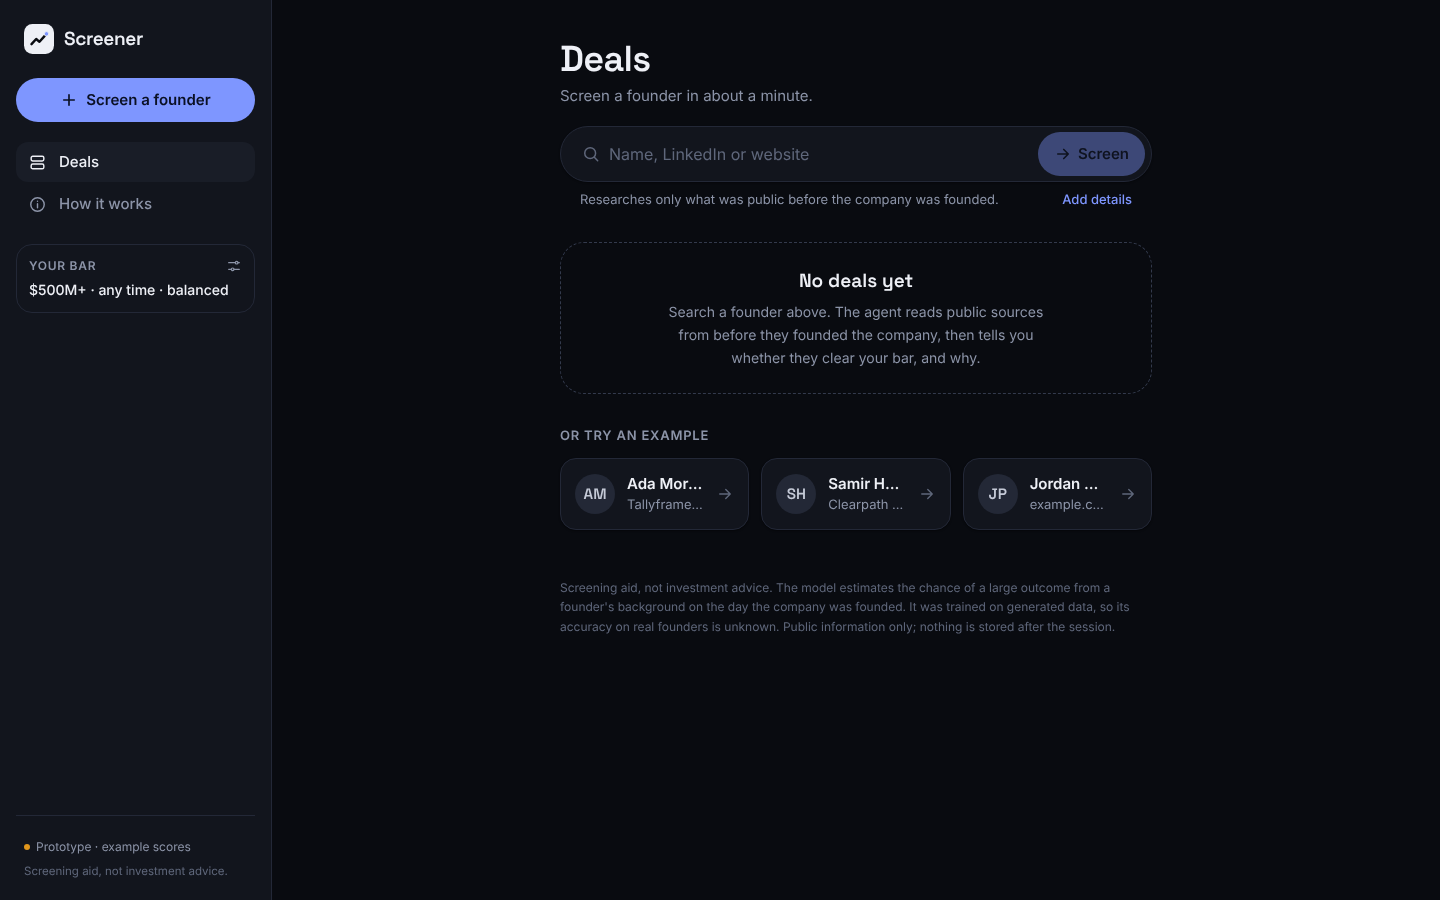 Screener
Screen a founder
Deals
How it works
YOUR BAR
$500M+ · any time · balanced
Prototype · example scores
Screening aid, not investment advice.
Deals
Screen a founder in about a minute.
Name, LinkedIn or website
Screen
Researches only what was public before the company was founded.
Add details
No deals yet
Search a founder above. The agent reads public sources
from before they founded the company, then tells you
whether they clear your bar, and why.
OR TRY AN EXAMPLE
AM
Ada Mor...
Tallyframe...
SH
Samir H...
Clearpath ...
JP
Jordan ...
example.c...
Screening aid, not investment advice. The model estimates the chance of a large outcome from a
founder's background on the day the company was founded. It was trained on generated data, so its
accuracy on real founders is unknown. Public information only; nothing is stored after the session.